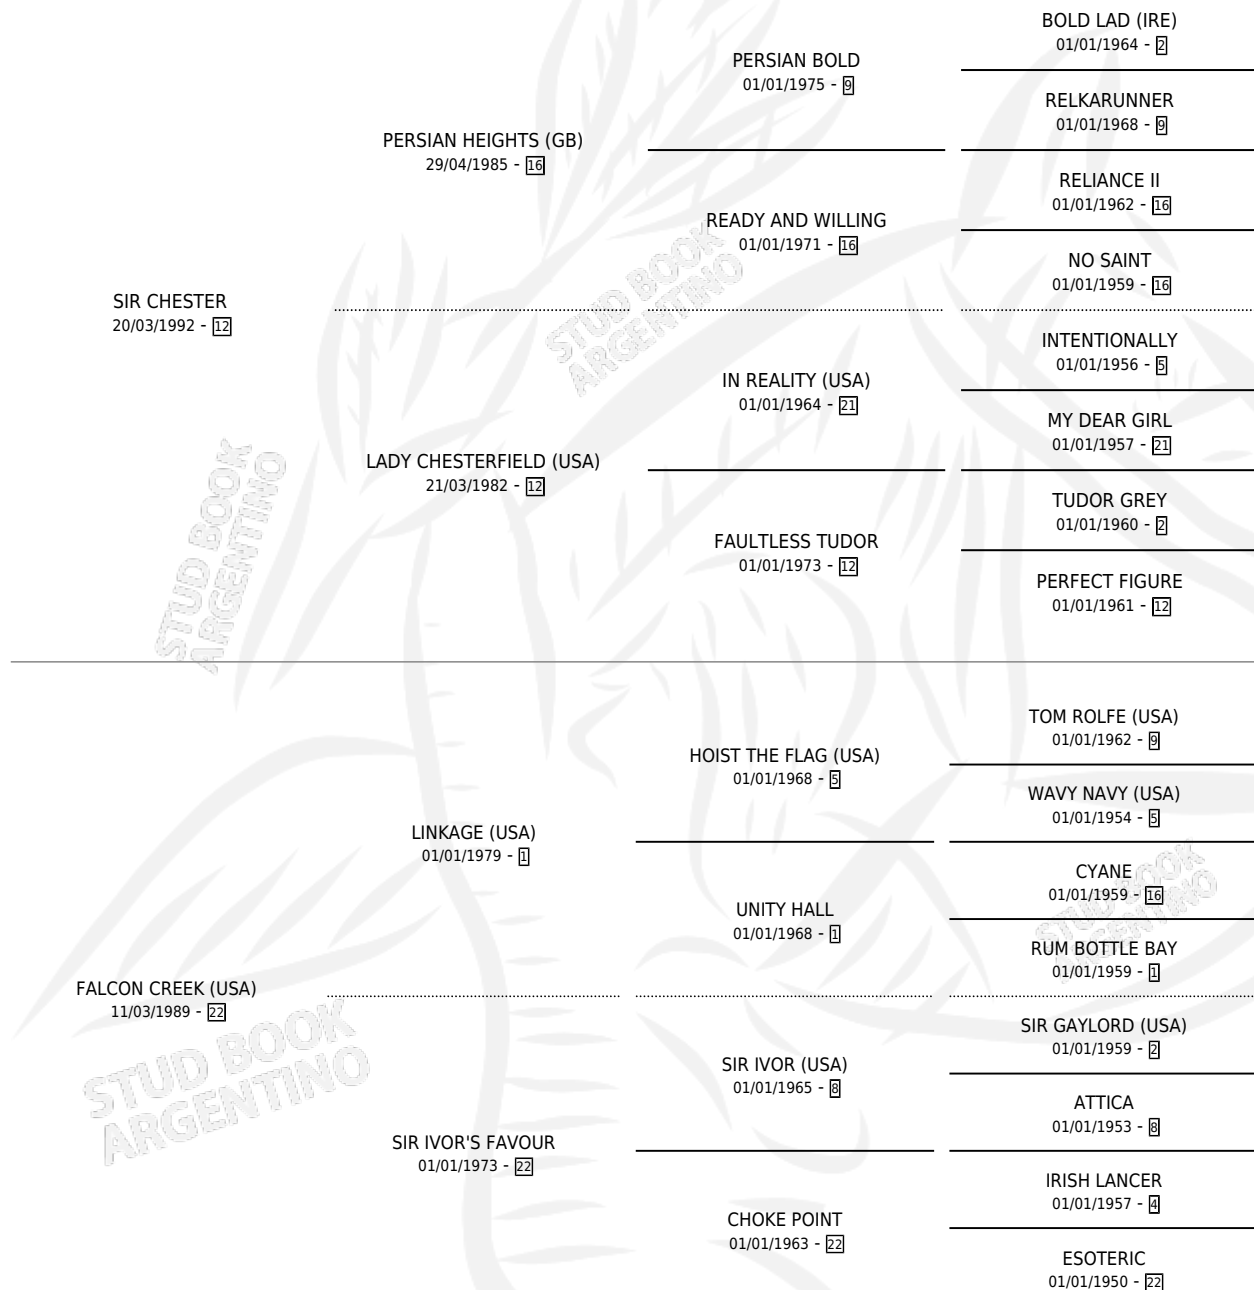 BOLD LAD (IRE)
01/01/1964 - 2
PERSIAN BOLD
01/01/1975 - 9
RELKARUNNER
01/01/1968 - 9
PERSIAN HEIGHTS (GB)
29/04/1985 - 16
RELIANCE II
01/01/1962 - 16
READY AND WILLING
01/01/1971 - 16
NO SAINT
01/01/1959 - 16
SIR CHESTER
20/03/1992 - 12
STUD BOOK
ARGENTINO
INTENTIONALLY
01/01/1956 - 5
IN REALITY (USA)
01/01/1964 - 21
MY DEAR GIRL
01/01/1957 - 21
LADY CHESTERFIELD (USA)
21/03/1982 - 12
TUDOR GREY
01/01/1960 - 2
FAULTLESS TUDOR
01/01/1973 - 12
PERFECT FIGURE
01/01/1961 - 12
STUD BOOK
ARGENTINO
TOM ROLFE (USA)
01/01/1962 - 9
HOIST THE FLAG (USA)
01/01/1968 - 5
WAVY NAVY (USA)
01/01/1954 - 5
LINKAGE (USA)
01/01/1979 - 1
CYANE
01/01/1959 - 16
UNITY HALL
01/01/1968 - 1
STUD BOOK
ARGENTINO
RUM BOTTLE BAY
01/01/1959 - 1
FALCON CREEK (USA)
11/03/1989 - 22
SIR GAYLORD (USA)
01/01/1959 - 2
SIR IVOR (USA)
01/01/1965 - 8
STUD BOOK
ARGENTINO
ATTICA
01/01/1953 - 8
SIR IVOR'S FAVOUR
01/01/1973 - 22
IRISH LANCER
01/01/1957 - 4
CHOKE POINT
01/01/1963 - 22
ESOTERIC
01/01/1950 - 22